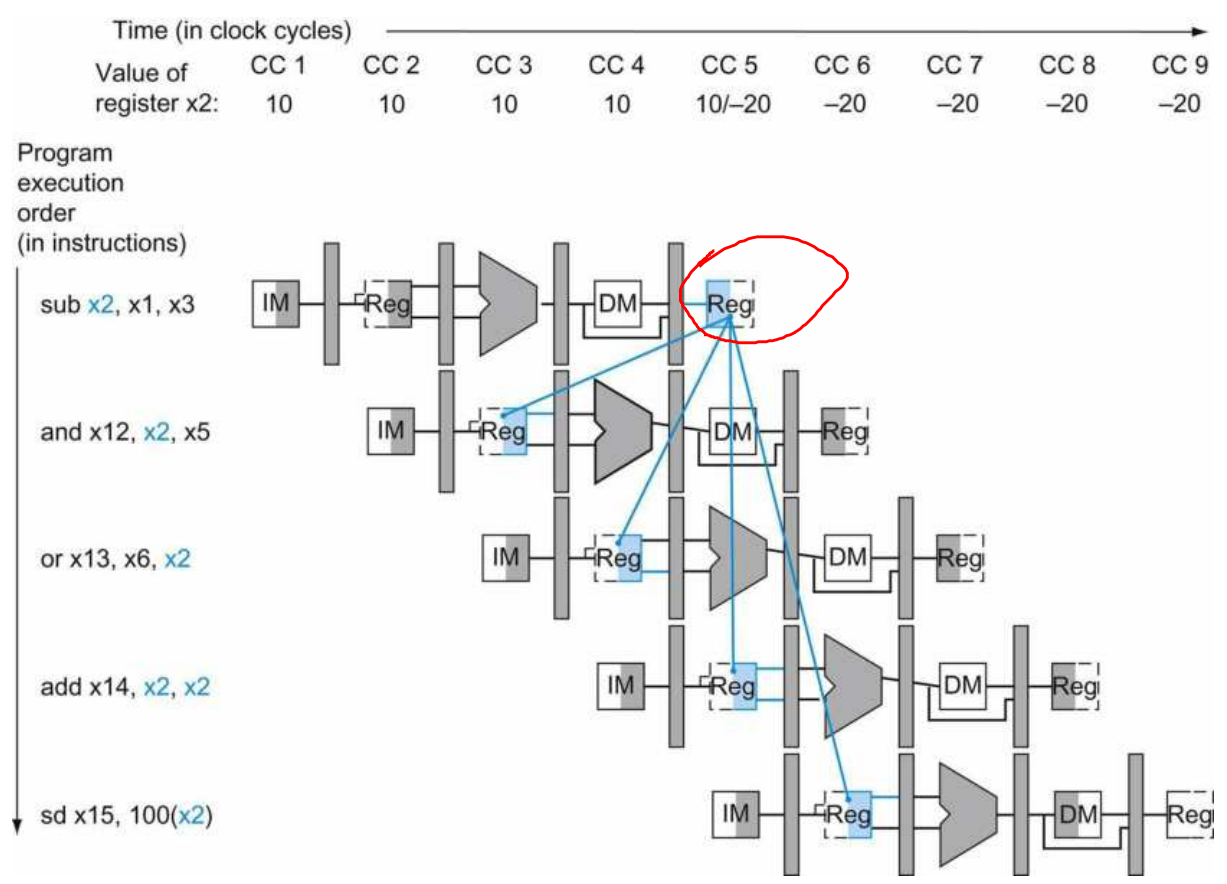 Time (in clock cycles)
Value of register x2:
CC 1 CC 2 CC 3 CC 4 CC 5 CC 6 CC 7 CC 8 CC 9
10 10 10 10 10/–20 –20 –20 –20 –20
Program
execution
order
(in instructions)
sub x2, x1, x3
IM Reg DM Reg
and x12, x2, x5
IM Reg DM Reg
or x13, x6, x2
IM Reg DM Reg
add x14, x2, x2
IM Reg DM Reg
sd x15, 100(x2)
IM Reg DM Reg